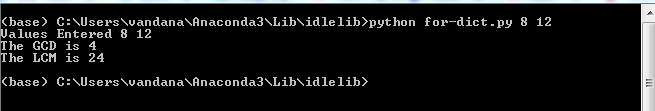 (base) C:\Users\vandana\Anaconda3\Lib\idlelib>python for-dict.py 8 12
Values Entered 8 12
The GCD is 4
The LCM is 24
(base) C:\Users\vandana\Anaconda3\Lib\idlelib>